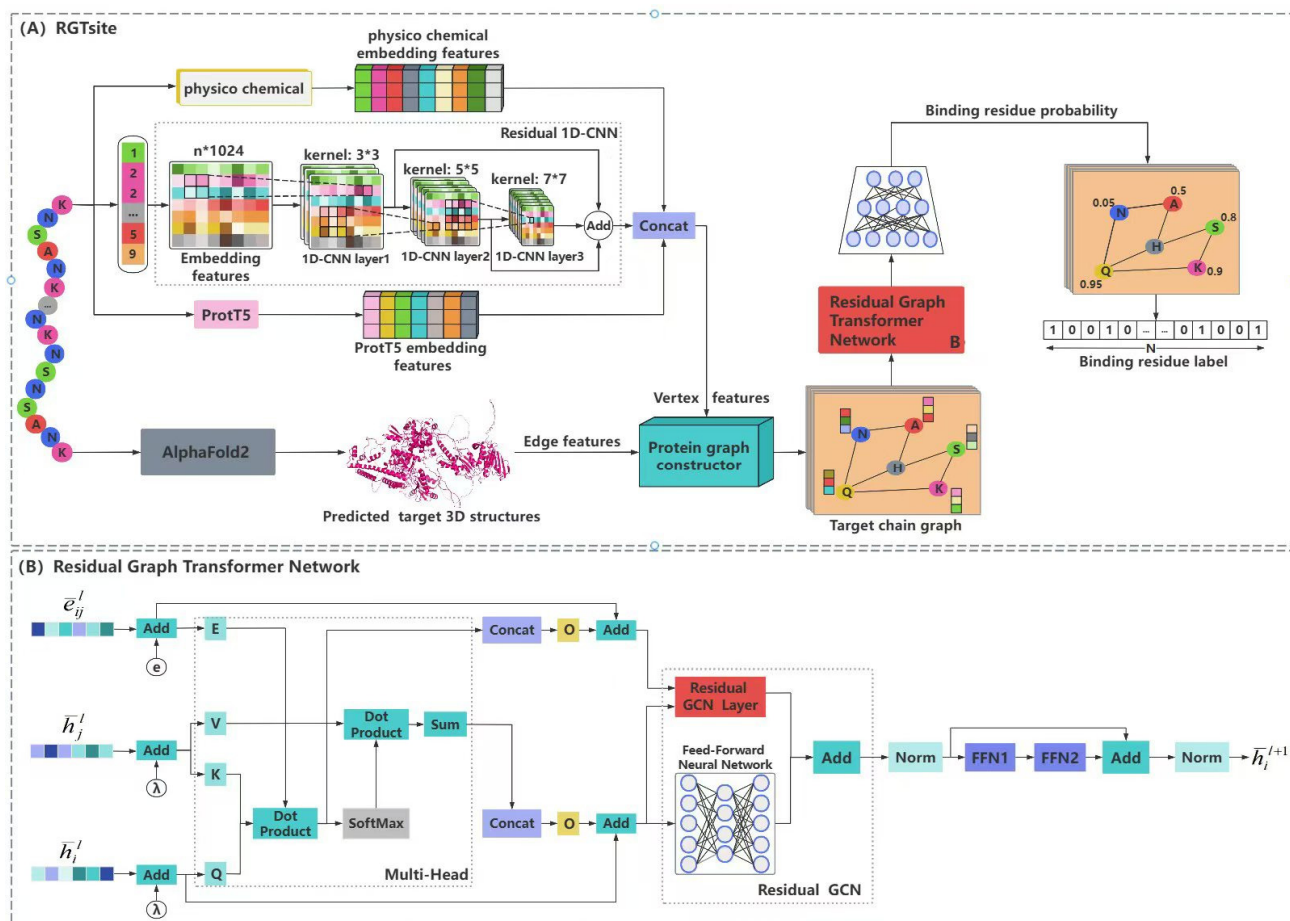 (A) RGTsite
physico chemical
embedding features
physico chemical
Binding residue probability
Residual 1D-CNN
n*1024
kernel: 3*3
kernel: 5*5
kernel: 7*7
1
2
2
...
5
9
Embedding
features
1D-CNN layer1
1D-CNN layer2
1D-CNN layer3
Add
Concat
K
N
S
A
N
K
...
N
K
N
S
N
S
A
N
K
ProtT5
ProtT5 embedding
features
AlphaFold2
Predicted target 3D structures
Edge features
Vertex features
Protein graph
constructor
Residual Graph
Transformer
Network
B
N
A
S
H
Q
K
Target chain graph
0.5
0.05
A
N
0.8
S
H
Q
K
0.95
0.9
1 0 0 1 0 ... ... 0 1 0 0 1
N
Binding residue label
(B) Residual Graph Transformer Network
e̅ᵢⱼˡ
Add
E
e
Concat
O
Add
h̅ⱼˡ
Add
V
K
λ
Dot
Product
Sum
Residual
GCN Layer
Feed-Forward
Neural Network
Add
Norm
FFN1
FFN2
Add
Norm
h̅ᵢˡ⁺¹
Dot
Product
SoftMax
Concat
O
Add
h̅ᵢˡ
Add
Q
λ
Multi-Head
Residual GCN